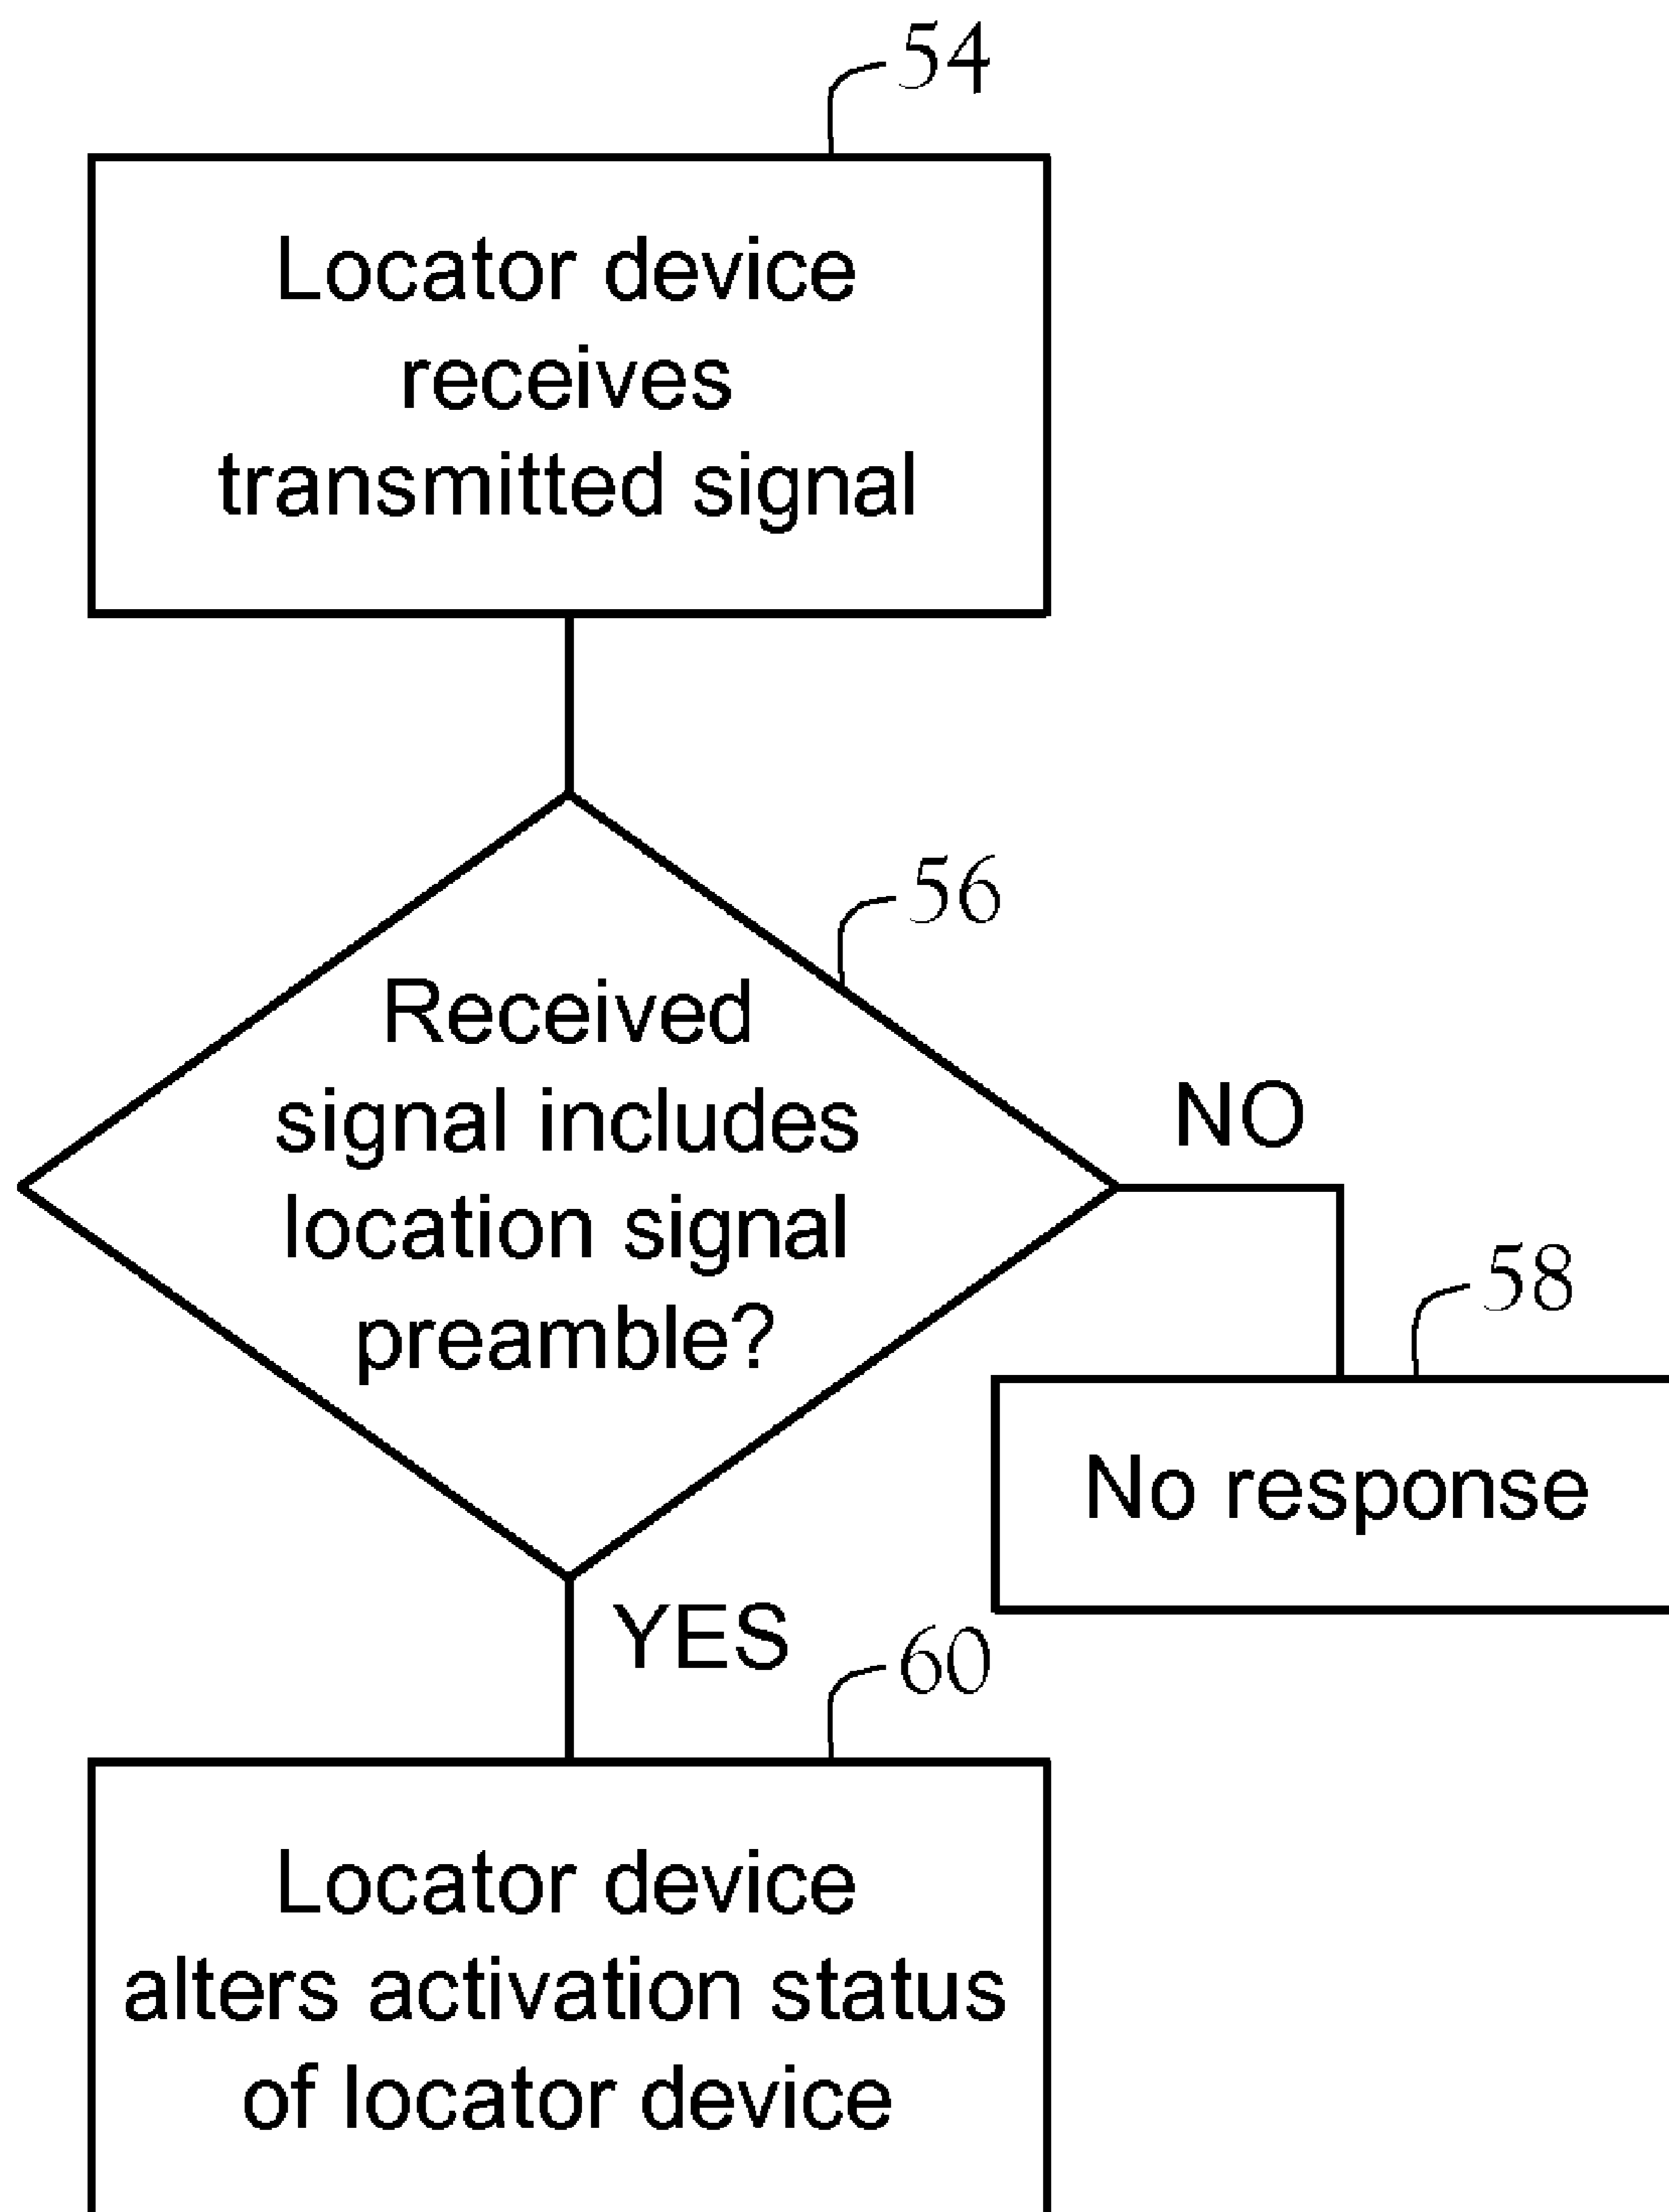 54
Locator device
receives
transmitted signal
56
Received
signal includes
location signal
preamble?
NO
58
No response
YES
60
Locator device
alters activation status
of locator device